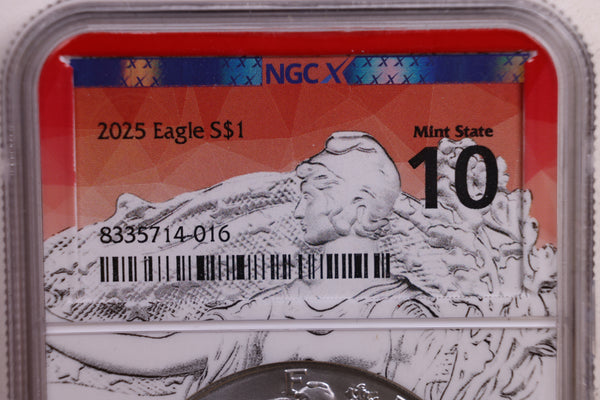 NGC X
2025 Eagle S$1
Mint State
10
8335714-016
E